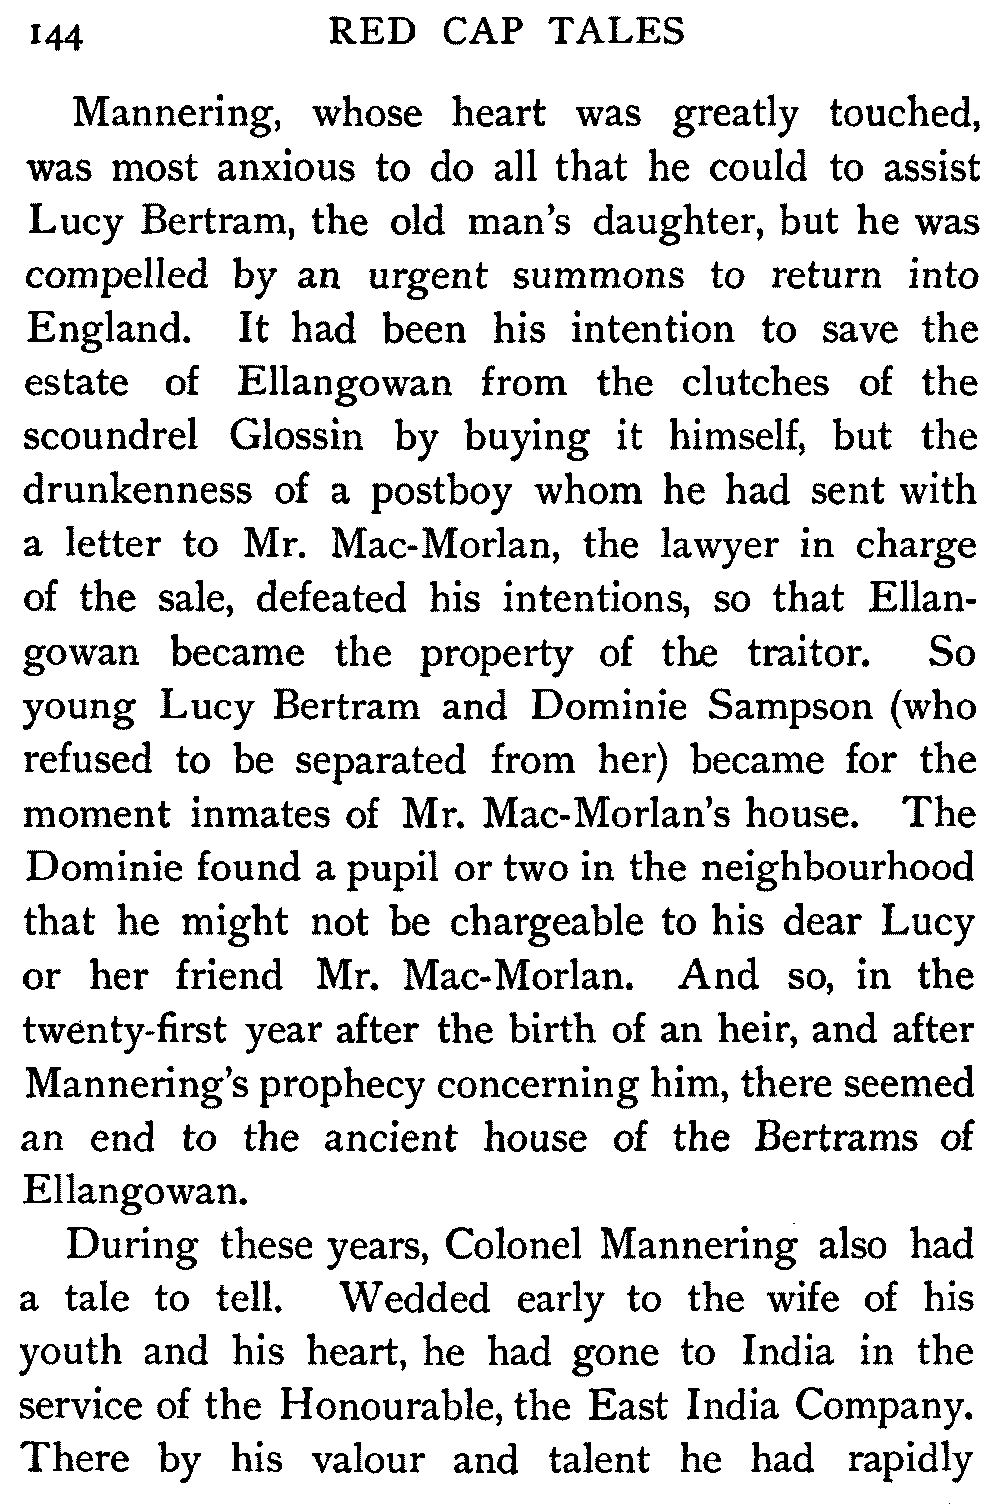 144 RED CAP TALES
Mannering, whose heart was greatly touched,
was most anxious to do all that he could to assist
Lucy Bertram, the old man's daughter, but he was
compelled by an urgent summons to return into
England. It had been his intention to save the
estate of Ellangowan from the clutches of the
scoundrel Glossin by buying it himself, but the
drunkenness of a postboy whom he had sent with
a letter to Mr. Mac-Morlan, the lawyer in charge
of the sale, defeated his intentions, so that Ellan-
gowan became the property of the traitor. So
young Lucy Bertram and Dominie Sampson (who
refused to be separated from her) became for the
moment inmates of Mr. Mac-Morlan's house. The
Dominie found a pupil or two in the neighbourhood
that he might not be chargeable to his dear Lucy
or her friend Mr. Mac-Morlan. And so, in the
twenty-first year after the birth of an heir, and after
Mannering's prophecy concerning him, there seemed
an end to the ancient house of the Bertrams of
Ellangowan.
During these years, Colonel Mannering also had
a tale to tell. Wedded early to the wife of his
youth and his heart, he had gone to India in the
service of the Honourable, the East India Company.
There by his valour and talent he had rapidly